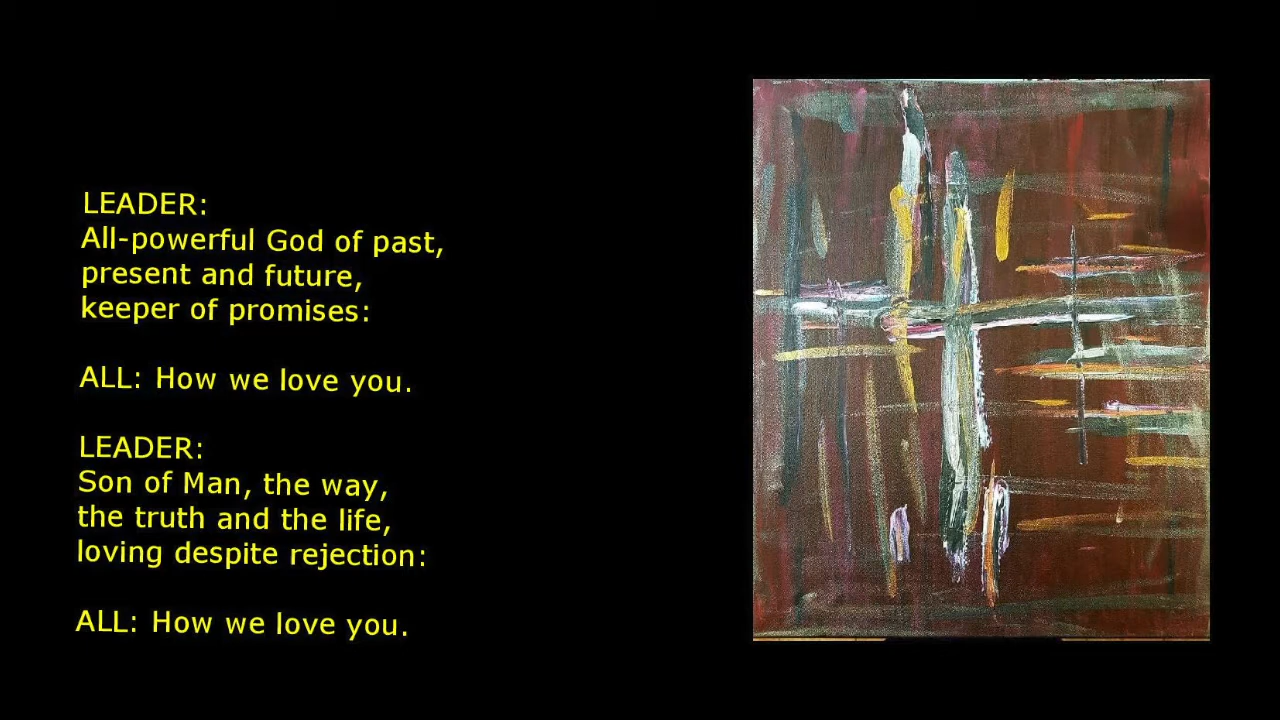 LEADER:
All-powerful God of past,
present and future,
keeper of promises:
ALL: How we love you.
LEADER:
Son of Man, the way,
the truth and the life,
loving despite rejection:
ALL: How we love you.